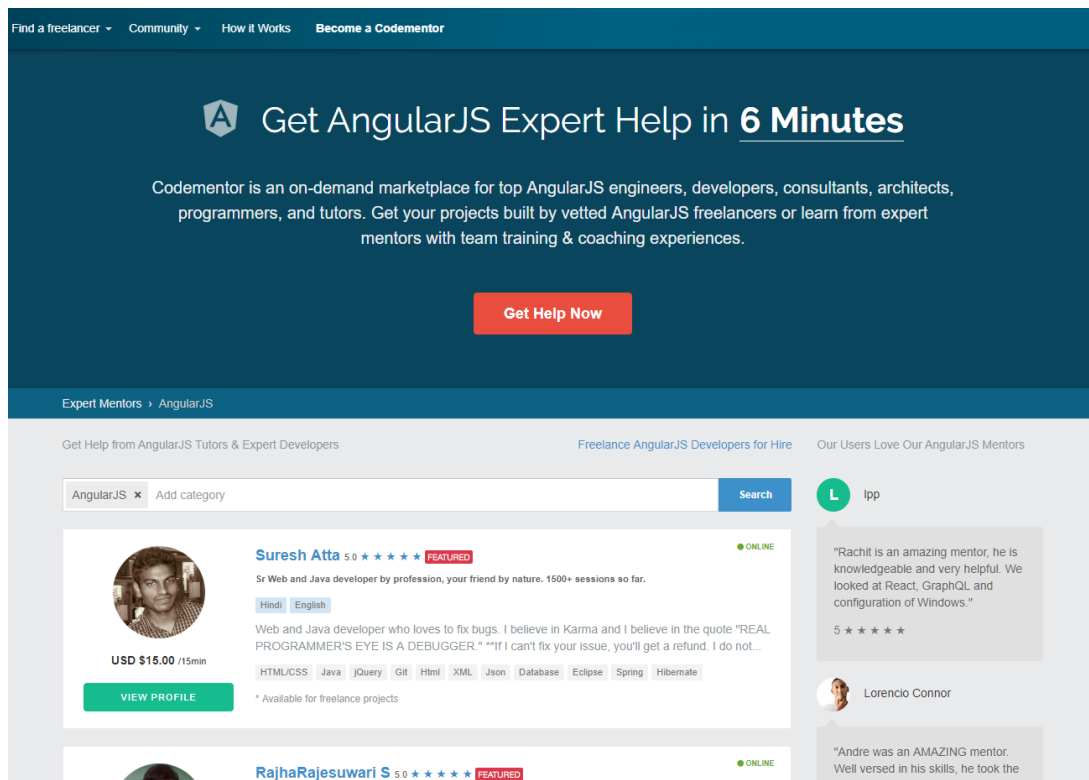 Find a freelancer Community How it Works Become a Codementor
Get AngularJS Expert Help in 6 Minutes
Codementor is an on-demand marketplace for top AngularJS engineers, developers, consultants, architects,
programmers, and tutors. Get your projects built by vetted AngularJS freelancers or learn from expert
mentors with team training & coaching experiences.
Get Help Now
Expert Mentors › AngularJS
Get Help from AngularJS Tutors & Expert Developers
Freelance AngularJS Developers for Hire
AngularJS × Add category
Search
Suresh Atta 5.0 ★ ★ ★ ★ ★ FEATURED
ONLINE
Sr Web and Java developer by profession, your friend by nature. 1500+ sessions so far.
Hindi English
Web and Java developer who loves to fix bugs. I believe in Karma and I believe in the quote "REAL
PROGRAMMER'S EYE IS A DEBUGGER." **If I can't fix your issue, you'll get a refund. I do not...
HTML/CSS Java jQuery Git Html XML Json Database Eclipse Spring Hibernate
* Available for freelance projects
USD $15.00 /15min
VIEW PROFILE
RajhaRajesuwari S 5.0 ★ ★ ★ ★ ★ FEATURED
ONLINE
Our Users Love Our AngularJS Mentors
L
lpp
"Rachit is an amazing mentor, he is
knowledgeable and very helpful. We
looked at React, GraphQL and
configuration of Windows."
5 ★ ★ ★ ★ ★
Lorencio Connor
"Andre was an AMAZING mentor.
Well versed in his skills, he took the